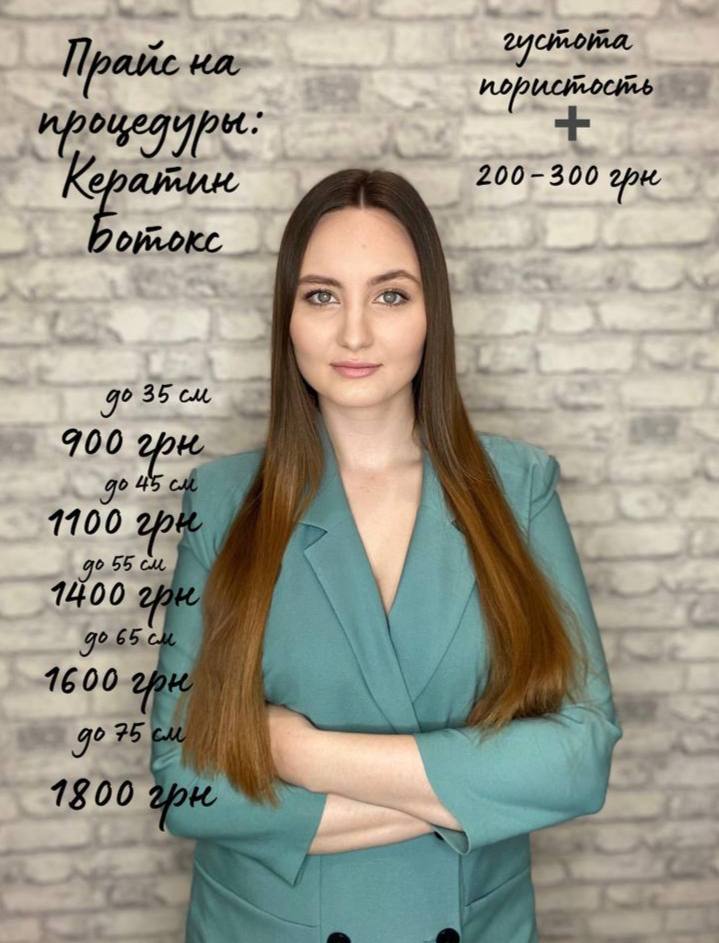 Прайс на
процедуры:
Кератин
Ботокс
густота
пористость
+
200-300 грн
до 35 см
900 грн
до 45 см
1100 грн
до 55 см
1400 грн
до 65 см
1600 грн
до 75 см
1800 грн